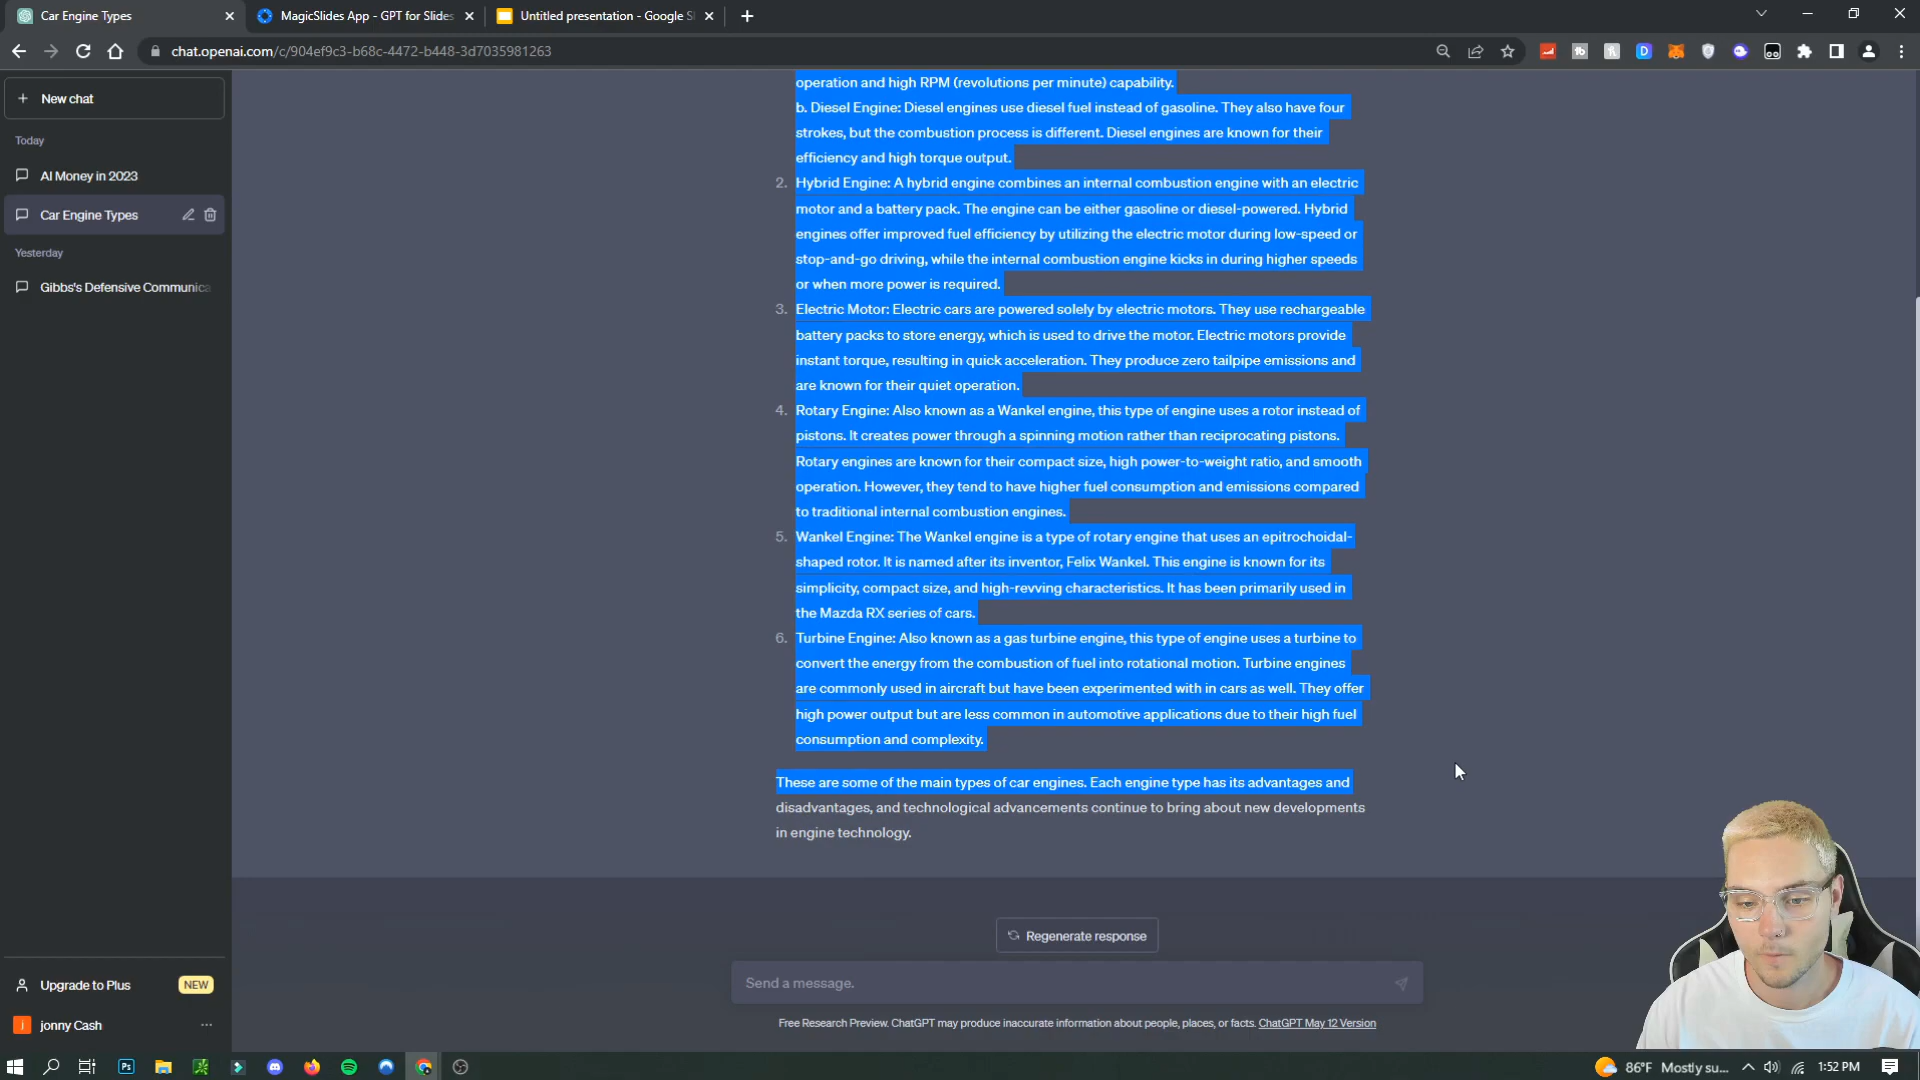 Car Engine Types
MagicSlides App - GPT for Slides
Untitled presentation - Google S
chat.openai.com/c/904ef9c3-b68c-4472-b448-3d7035981263
New chat
Today
AI Money in 2023
Car Engine Types
Yesterday
Gibbs's Defensive Communica
operation and high RPM (revolutions per minute) capability.
b. Diesel Engine: Diesel engines use diesel fuel instead of gasoline. They also have four
strokes, but the combustion process is different. Diesel engines are known for their
efficiency and high torque output.
2. Hybrid Engine: A hybrid engine combines an internal combustion engine with an electric
motor and a battery pack. The engine can be either gasoline or diesel-powered. Hybrid
engines offer improved fuel efficiency by utilizing the electric motor during low-speed or
stop-and-go driving, while the internal combustion engine kicks in during higher speeds
or when more power is required.
3. Electric Motor: Electric cars are powered solely by electric motors. They use rechargeable
battery packs to store energy, which is used to drive the motor. Electric motors provide
instant torque, resulting in quick acceleration. They produce zero tailpipe emissions and
are known for their quiet operation.
4. Rotary Engine: Also known as a Wankel engine, this type of engine uses a rotor instead of
pistons. It creates power through a spinning motion rather than reciprocating pistons.
Rotary engines are known for their compact size, high power-to-weight ratio, and smooth
operation. However, they tend to have higher fuel consumption and emissions compared
to traditional internal combustion engines.
5. Wankel Engine: The Wankel engine is a type of rotary engine that uses an epitrochoidal-
shaped rotor. It is named after its inventor, Felix Wankel. This engine is known for its
simplicity, compact size, and high-revving characteristics. It has been primarily used in
the Mazda RX series of cars.
6. Turbine Engine: Also known as a gas turbine engine, this type of engine uses a turbine to
convert the energy from the combustion of fuel into rotational motion. Turbine engines
are commonly used in aircraft but have been experimented with in cars as well. They offer
high power output but are less common in automotive applications due to their high fuel
consumption and complexity.
These are some of the main types of car engines. Each engine type has its advantages and
disadvantages, and technological advancements continue to bring about new developments
in engine technology.
Regenerate response
Send a message.
Free Research Preview. ChatGPT may produce inaccurate information about people, places, or facts. ChatGPT May 12 Version
Upgrade to Plus NEW
j jonny Cash ...
Ps
86°F Mostly su... 1:52 PM